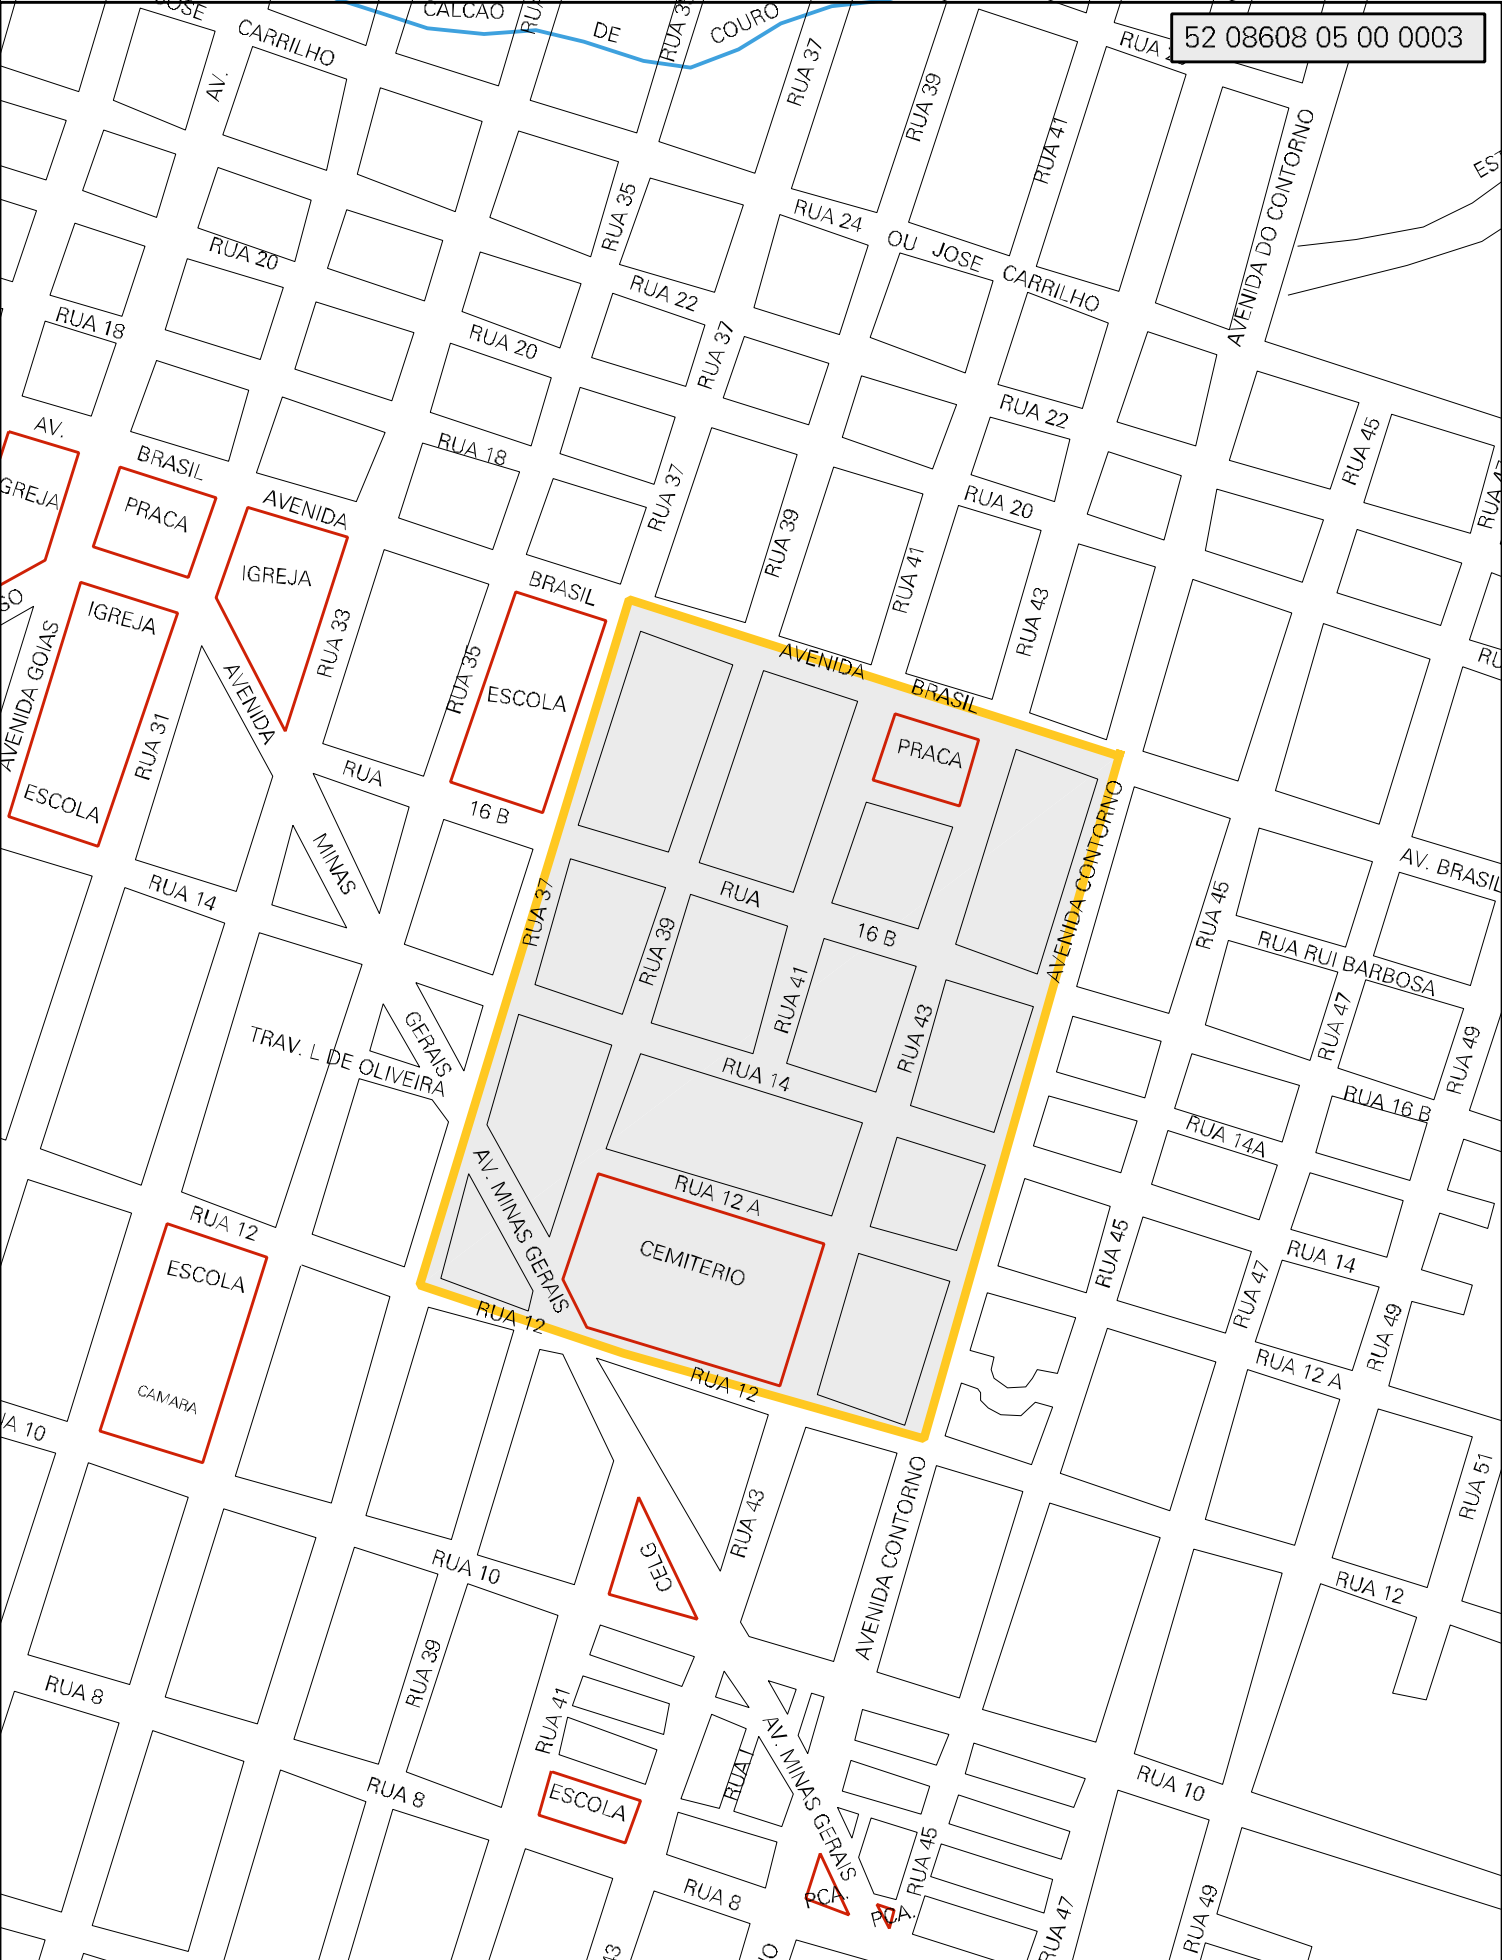 JOSE
CARRILHO
CALCAO
DE
COURO
RUA 37
RUA 39
RUA 41
52 08608 05 00 0003
AV.
AVENIDA DO CONTORNO
RUA 35
RUA 24
OU JOSE CARRILHO
RUA 20
RUA 22
RUA 18
RUA 20
RUA 37
RUA 22
RUA 45
AV.
BRASIL
RUA 18
RUA 37
RUA 20
PRACA
AVENIDA
RUA 39
RUA 41
IGREJA
BRASIL
RUA 43
IGREJA
RUA 33
AVENIDA GOIAS
RUA 35
ESCOLA
AVENIDA
BRASIL
AVENIDA
RUA 31
PRACA
RUA
16 B
ESCOLA
AVENIDA CONTORNO
MINAS
RUA 14
RUA
AV. BRASIL
RUA 37
RUA 39
16 B
RUA 45
RUA RUI BARBOSA
RUA 41
RUA 43
RUA 47
RUA 49
GERAIS
TRAV. L DE OLIVEIRA
RUA 14
RUA 16 B
RUA 14A
AV. MINAS GERAIS
RUA 12 A
RUA 12
CEMITERIO
RUA 45
RUA 14
RUA 47
ESCOLA
RUA 12
RUA 49
RUA 12
RUA 12 A
CAMARA
RUA 10
AVENIDA CONTORNO
RUA 43
RUA 51
CELG
RUA 10
RUA 12
RUA 39
RUA 8
RUA 41
AV. MINAS GERAIS
RUA I
RUA 10
RUA 8
ESCOLA
RUA 45
RUA 8
PCA.
PCA.
RUA 47
RUA 49